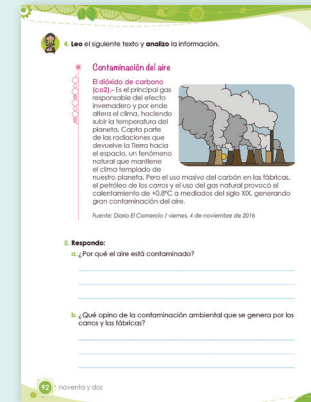 4. Leo el siguiente texto y analizo la información.
Contaminación del aire
El dióxido de carbono
(co2).- Es el principal gas
responsable del efecto
invernadero y por ende
altera el clima, haciendo
subir la temperatura del
planeta. Capta parte
de las radiaciones que
devuelve la Tierra hacia
el espacio, un fenómeno
natural que mantiene
el clima templado de
nuestro planeta. Pero el uso masivo del carbón en las fábricas,
el petróleo de los carros y el uso del gas natural provocó el
calentamiento de +0,8°C a mediados del siglo XIX, generando
gran contaminación del aire.
Fuente: Diario El Comercio / viernes, 4 de noviembre de 2016
5. Respondo:
a. ¿Por qué el aire está contaminado?
b. ¿Qué opino de la contaminación ambiental que se genera por los
carros y las fábricas?
92 noventa y dos